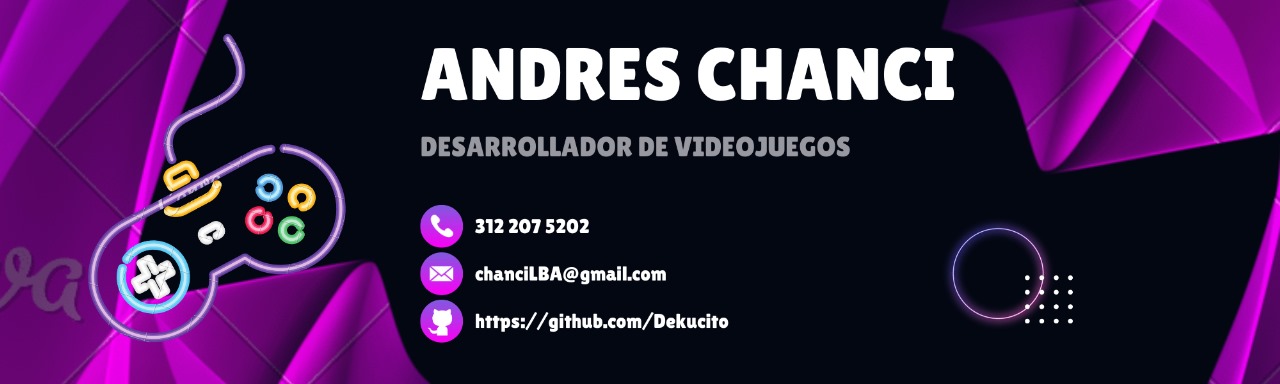 ANDRES CHANCI
DESARROLLADOR DE VIDEOJUEGOS
312 207 5202
chanciLBA@gmail.com
https://github.com/Dekucito